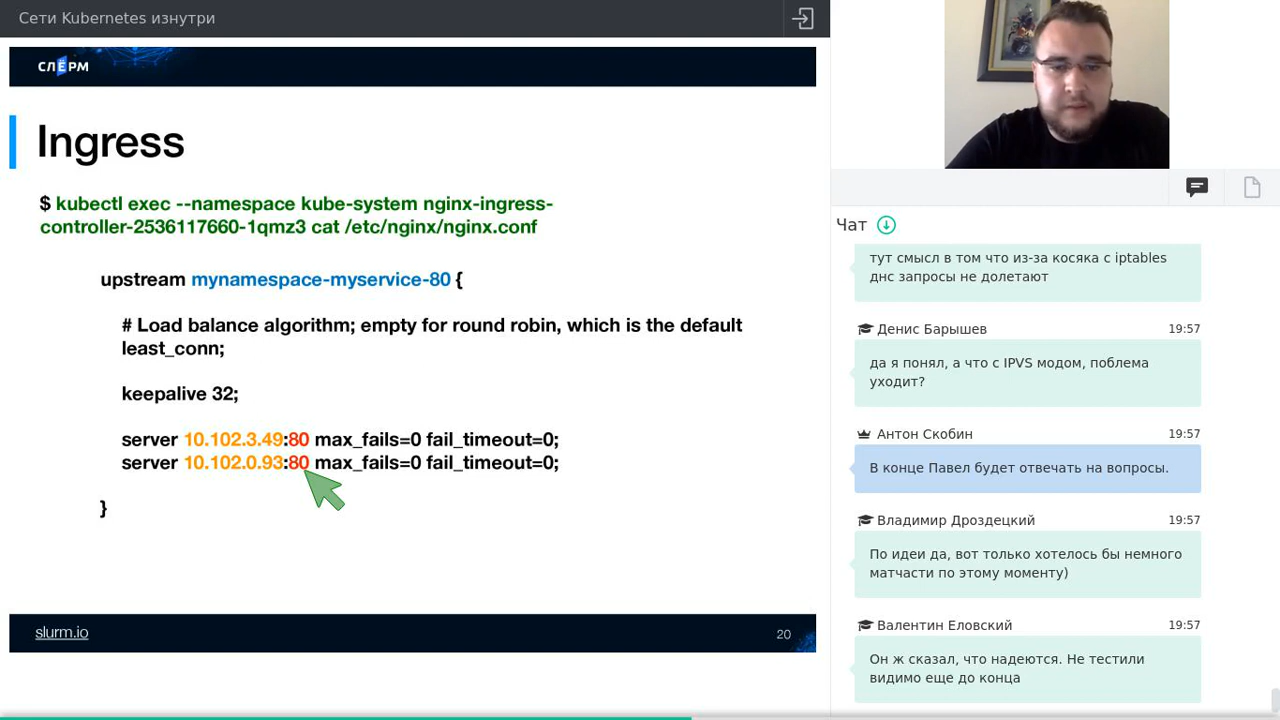 Сети Kubernetes изнутри
СЛЁРМ
Ingress
$ kubectl exec --namespace kube-system nginx-ingress-
controller-2536117660-1qmz3 cat /etc/nginx/nginx.conf
upstream mynamespace-myservice-80 {
# Load balance algorithm; empty for round robin, which is the default
least_conn;
keepalive 32;
server 10.102.3.49:80 max_fails=0 fail_timeout=0;
server 10.102.0.93:80 max_fails=0 fail_timeout=0;
}
slurm.io
20
Чат
тут смысл в том что из-за косяка с iptables
днс запросы не долетают
Денис Барышев 19:57
да я понял, а что с IPVS модом, поблема
уходит?
Антон Скобин 19:57
В конце Павел будет отвечать на вопросы.
Владимир Дроздецкий 19:57
По идеи да, вот только хотелось бы немного
матчасти по этому моменту)
Валентин Еловский 19:57
Он ж сказал, что надеются. Не тестили
видимо еще до конца